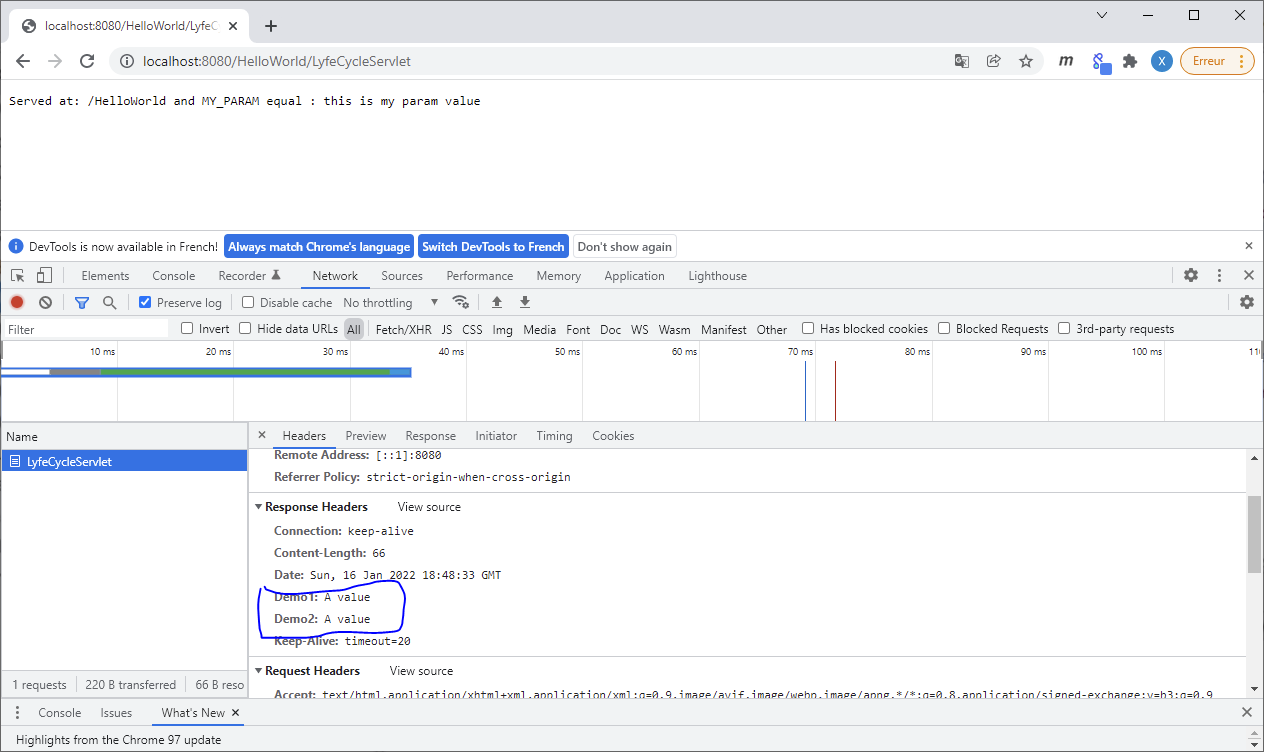 localhost:8080/HelloWorld/LyfeC
localhost:8080/HelloWorld/LyfeCycleServlet
m
X
Erreur
Served at: /HelloWorld and MY_PARAM equal : this is my param value
DevTools is now available in French! Always match Chrome's language Switch DevTools to French Don't show again
Elements Console Recorder Network Sources Performance Memory Application Lighthouse
Preserve log Disable cache No throttling
Filter Invert Hide data URLs All Fetch/XHR JS CSS Img Media Font Doc WS Wasm Manifest Other Has blocked cookies Blocked Requests 3rd-party requests
10 ms 20 ms 30 ms 40 ms 50 ms 60 ms 70 ms 80 ms 90 ms 100 ms
Name
LyfeCycleServlet
Headers Preview Response Initiator Timing Cookies
Remote Address: [::1]:8080
Referrer Policy: strict-origin-when-cross-origin
Response Headers View source
Connection: keep-alive
Content-Length: 66
Date: Sun, 16 Jan 2022 18:48:33 GMT
Demo1: A value
Demo2: A value
Keep-Alive: timeout=20
Request Headers View source
Accept: text/html,application/xhtml+xml,application/xml;q=0.9,image/avif,image/webp,image/apng,*/*;q=0.8,application/signed-exchange;v=b3;q=0.9
1 requests 220 B transferred 66 B reso
Console Issues What's New
Highlights from the Chrome 97 update